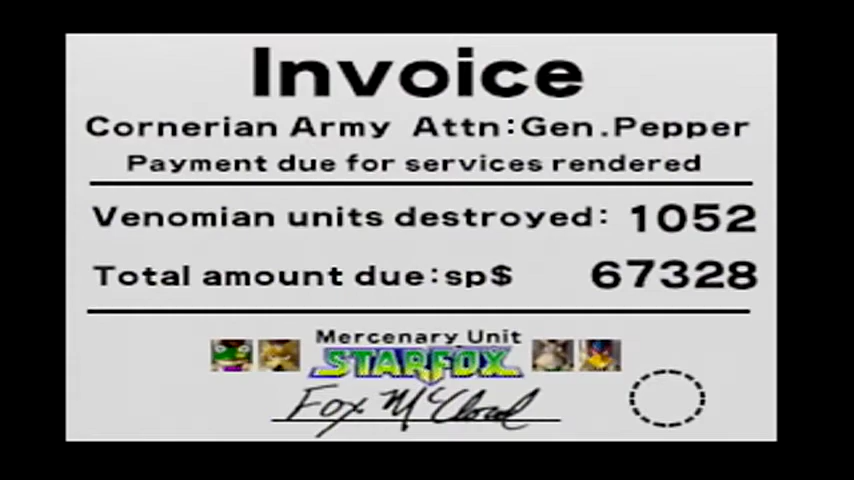 Invoice
Cornerian Army Attn:Gen.Pepper
Payment due for services rendered
Venomian units destroyed: 1052
Total amount due:sp$ 67328
Mercenary Unit
STARFOX
Fox McCloud